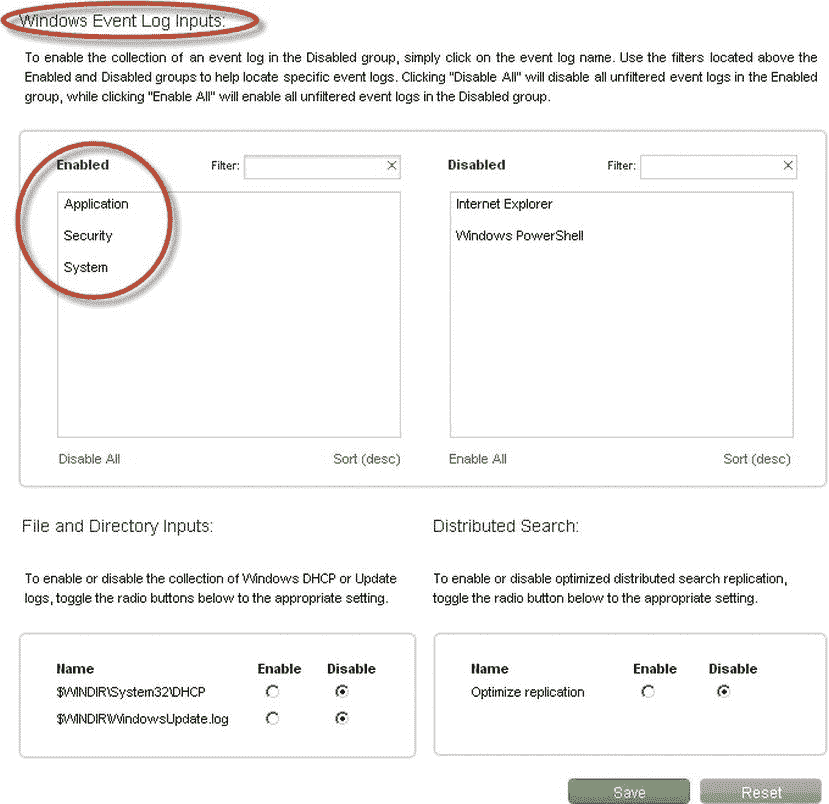 Windows Event Log Inputs:
To enable the collection of an event log in the Disabled group, simply click on the event log name. Use the filters located above the
Enabled and Disabled groups to help locate specific event logs. Clicking "Disable All" will disable all unfiltered event logs in the Enabled
group, while clicking "Enable All" will enable all unfiltered event logs in the Disabled group.
Enabled Filter:
Application
Security
System
Disable All Sort (desc)
Disabled Filter:
Internet Explorer
Windows PowerShell
Enable All Sort (desc)
File and Directory Inputs:
To enable or disable the collection of Windows DHCP or Update
logs, toggle the radio buttons below to the appropriate setting.
Name Enable Disable
$WINDIR\System32\DHCP
$WINDIR\WindowsUpdate.log
Distributed Search:
To enable or disable optimized distributed search replication,
toggle the radio button below to the appropriate setting.
Name Enable Disable
Optimize replication
Save Reset